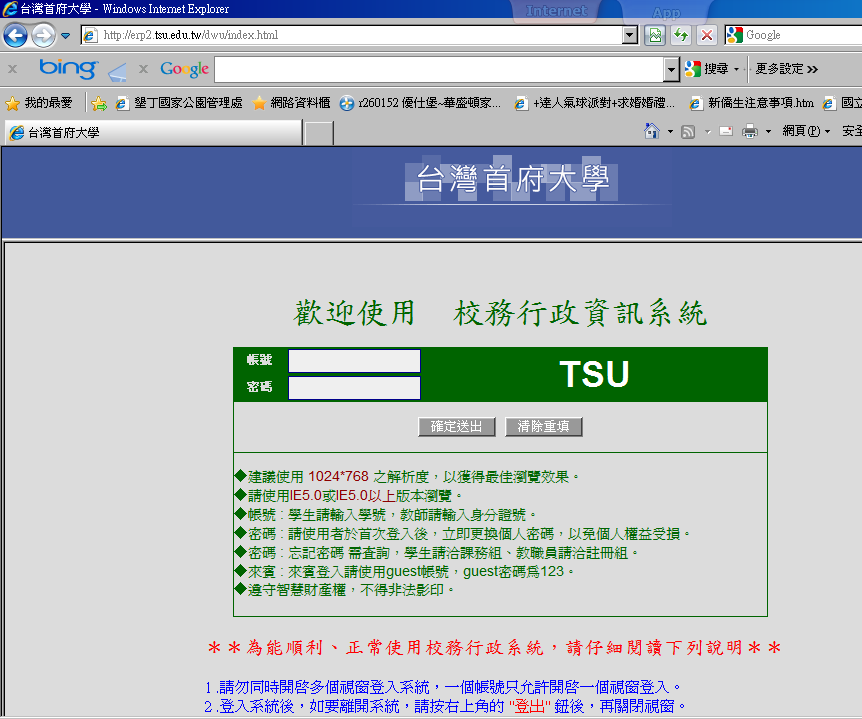 台灣首府大學 - Windows Internet Explorer
Internet
App
http://erp2.tsu.edu.tw/dwu/index.html
Google
bing
Google
搜尋
更多設定 »
我的最愛
墾丁國家公園管理處
網路資料櫃
r260152 優仕堡~華盛頓家...
+達人氣球派對+求婚婚禮...
新僑生注意事項.htm
國立
台灣首府大學
網頁(P)
安全
台灣首府大學
歡迎使用 校務行政資訊系統
帳號
密碼
TSU
確定送出
清除重填
◆建議使用 1024*768 之解析度，以獲得最佳瀏覽效果。
◆請使用IE5.0或IE5.0以上版本瀏覽。
◆帳號：學生請輸入學號，教師請輸入身分證號。
◆密碼：請使用者於首次登入後，立即更換個人密碼，以免個人權益受損。
◆密碼：忘記密碼 需查詢，學生請洽課務組、教職員請洽註冊組。
◆來賓：來賓登入請使用guest帳號，guest密碼為123。
◆遵守智慧財產權，不得非法影印。
＊＊為能順利、正常使用校務行政系統，請仔細閱讀下列說明＊＊
1 .請勿同時開啓多個視窗登入系統，一個帳號只允許開啓一個視窗登入。
2 .登入系統後，如要離開系統，請按右上角的 "登出" 鈕後，再關閉視窗。